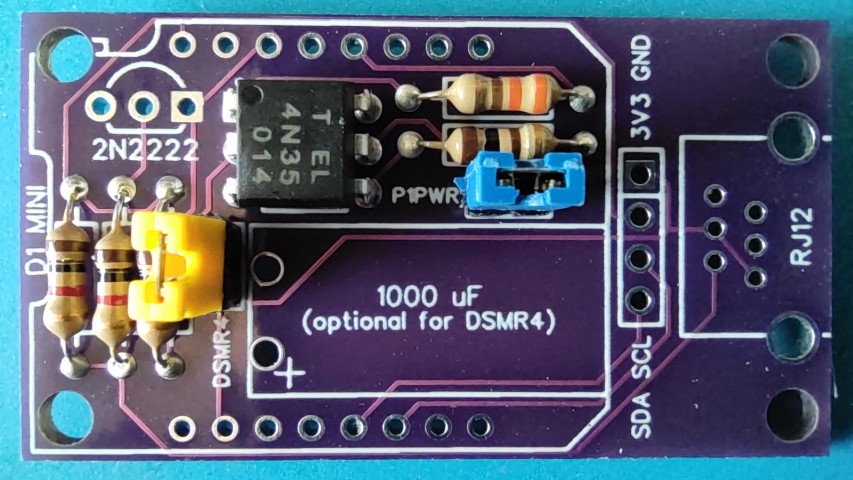 3V3 GND
2N2222
T EL
4N35
014
P1PWR
D1 MINI
RJ12
1000 uF
(optional for DSMR4)
+
DSMR4
SDA SCL